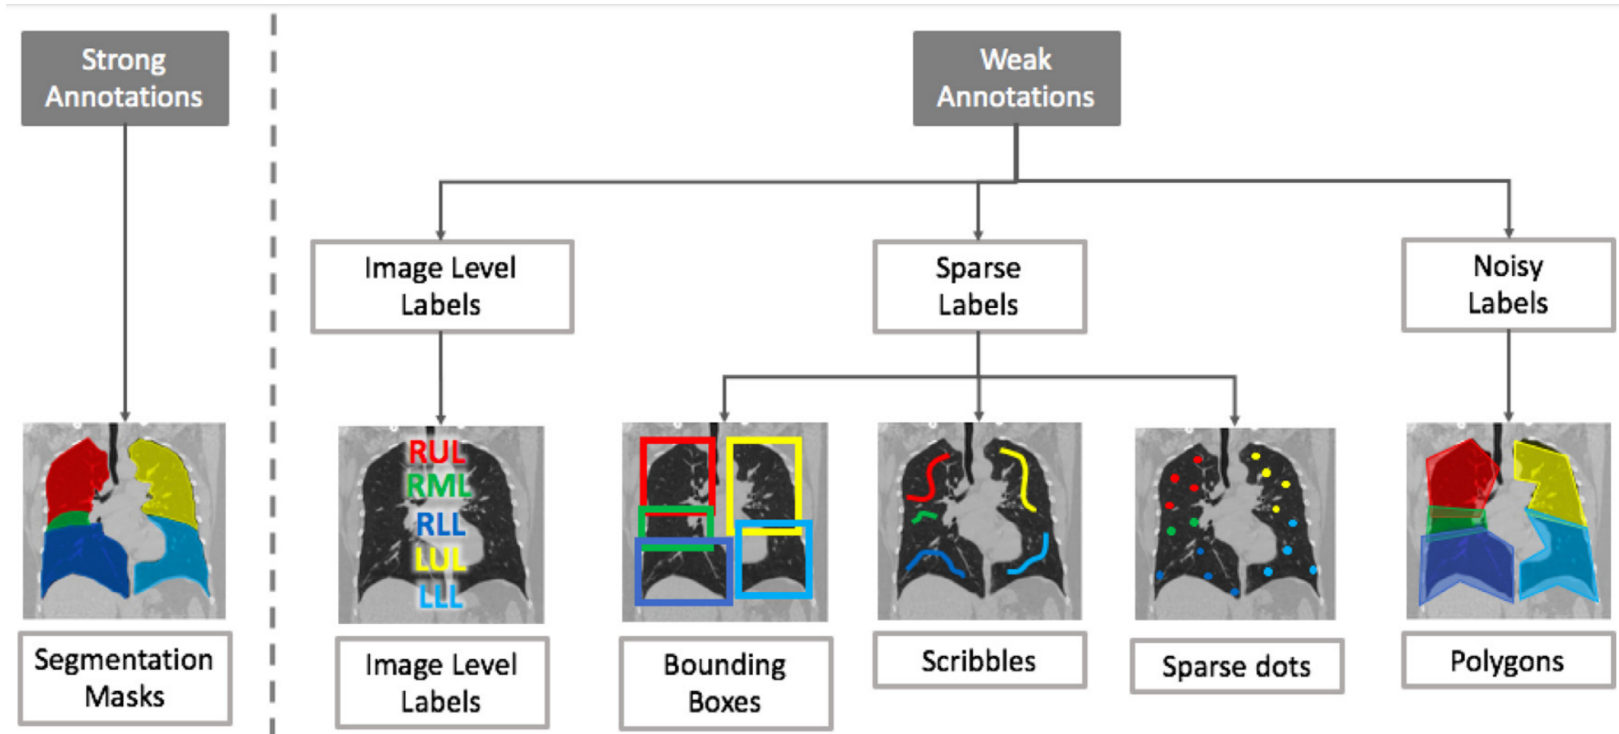 Strong
Annotations
Weak
Annotations
Image Level
Labels
Sparse
Labels
Noisy
Labels
RUL
RML
RLL
LUL
LLL
Segmentation
Masks
Image Level
Labels
Bounding
Boxes
Scribbles
Sparse dots
Polygons